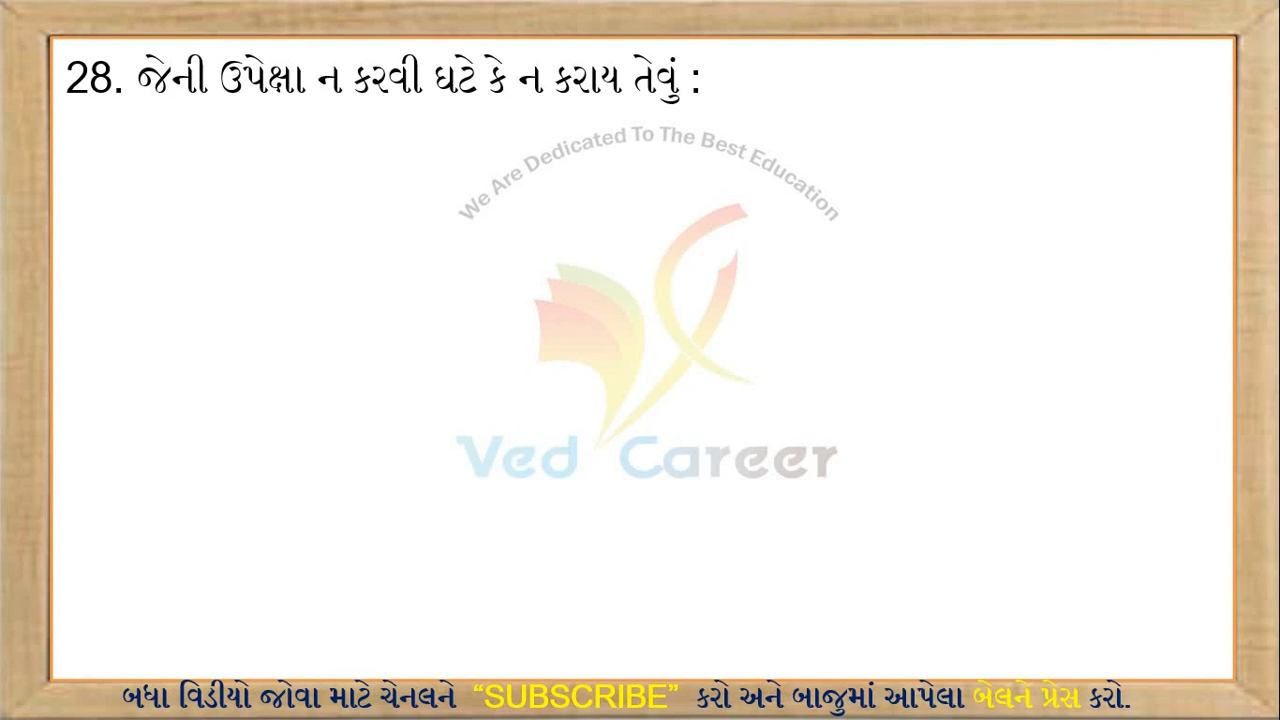 28. જેની ઉપેક્ષા ન કરવી ઘટે કે ન કરાય તેવું :
We Are Dedicated To The Best Education
Ved Career
બધા વિડીયો જોવા માટે ચેનલને “SUBSCRIBE” કરો અને બાજુમાં આપેલા બેલને પ્રેસ કરો.